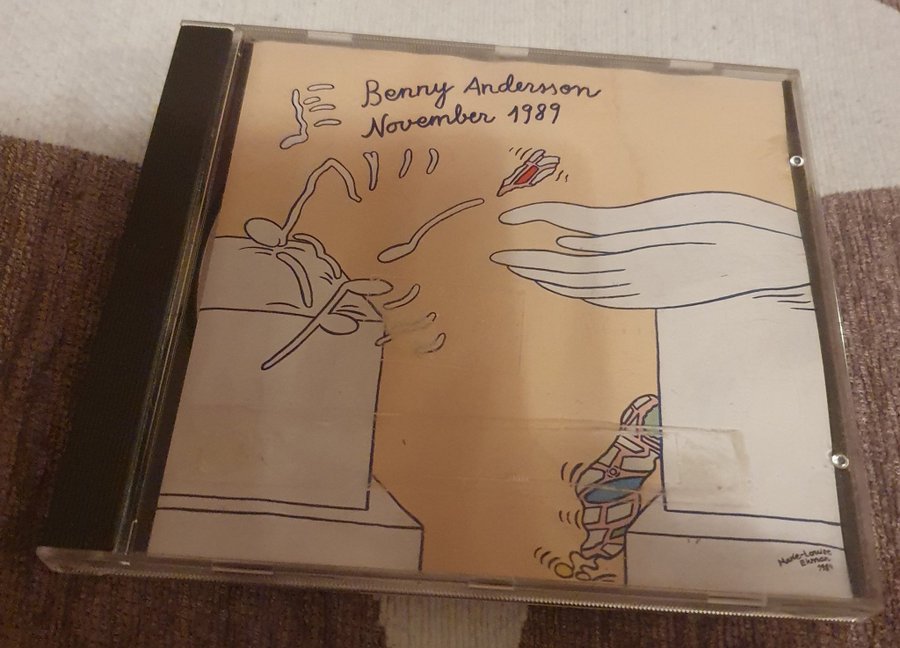 Benny Andersson
November 1989
Marie-Louise
Ekman
1989